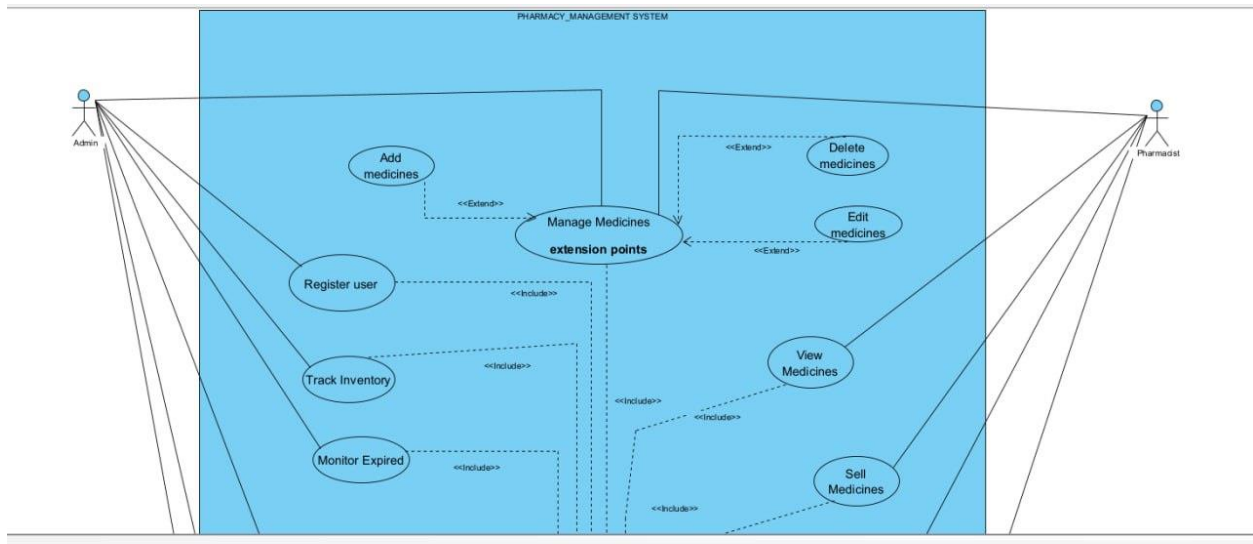 PHARMACY_MANAGEMENT SYSTEM
Admin
Pharmacist
Add
medicines
<<Extend>>
Delete
medicines
<<Extend>>
Manage Medicines
extension points
Edit
medicines
<<Extend>>
Register user
<<Include>>
Track Inventory
<<Include>>
View
Medicines
<<Include>>
<<Include>>
Monitor Expired
<<Include>>
Sell
Medicines
<<Include>>